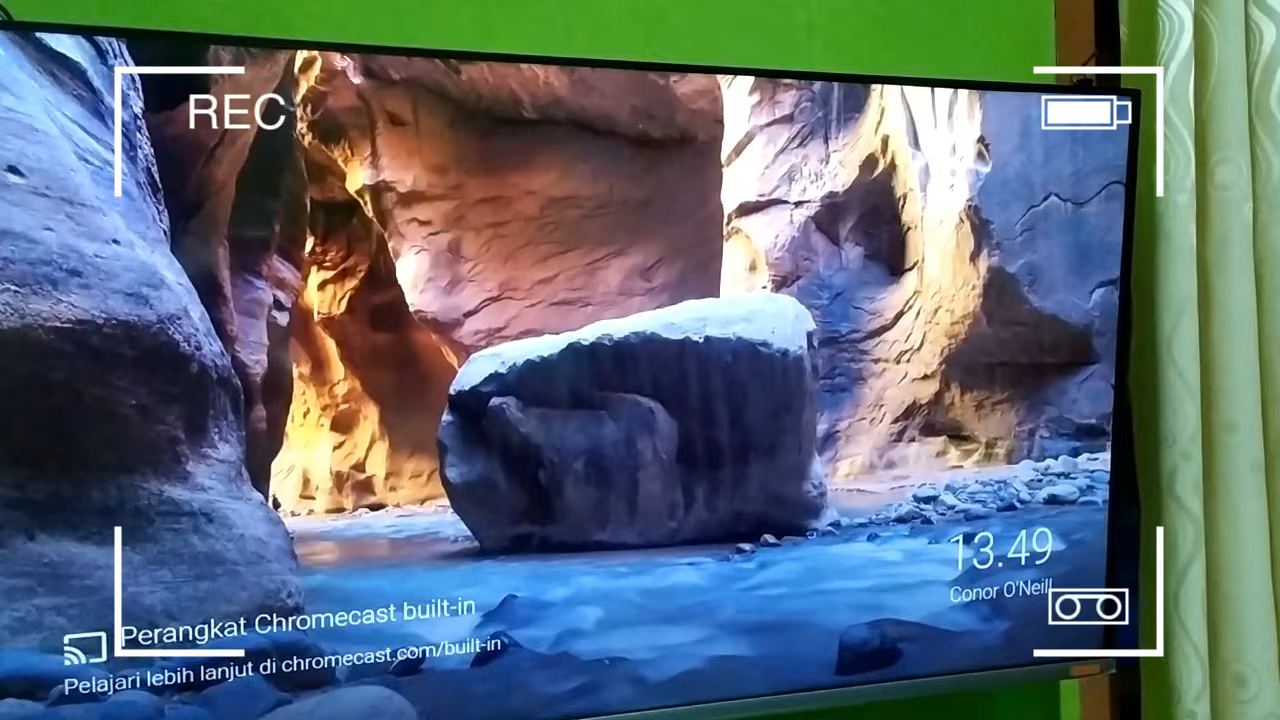 REC
13.49
Conor O'Neill
Perangkat Chromecast built-in
Pelajari lebih lanjut di chromecast.com/built-in